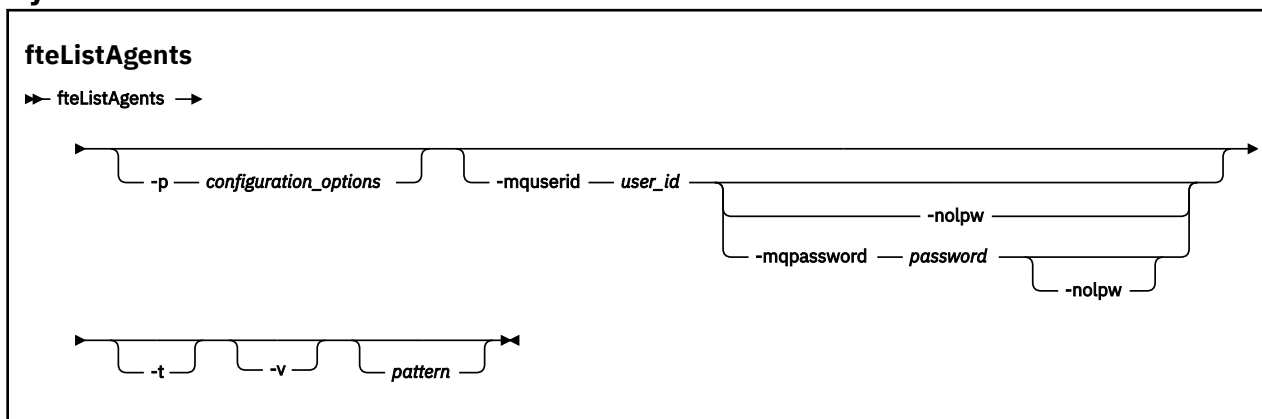 fteListAgents
fteListAgents
-p configuration_options -mquserid user_id
-nolpw
-mqpassword password
-nolpw
-t -v pattern